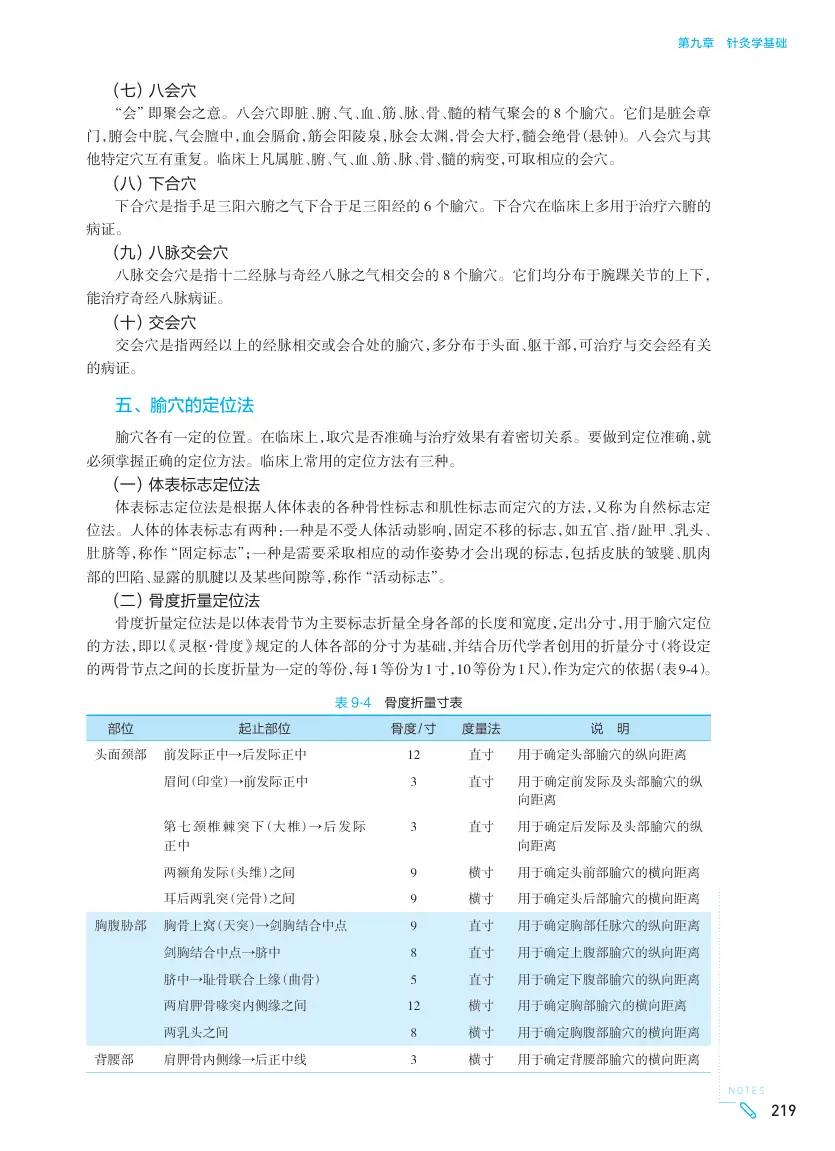 第九章　针灸学基础
（七）八会穴
“会”即聚会之意。八会穴即脏、腑、气、血、筋、脉、骨、髓的精气聚会的 8 个腧穴。它们是脏会章
门，腑会中脘，气会膻中，血会膈俞，筋会阳陵泉，脉会太渊，骨会大杼，髓会绝骨（悬钟）。八会穴与其
他特定穴互有重复。临床上凡属脏、腑、气、血、筋、脉、骨、髓的病变，可取相应的会穴。
（八）下合穴
下合穴是指手足三阳六腑之气下合于足三阳经的 6 个腧穴。下合穴在临床上多用于治疗六腑的
病证。
（九）八脉交会穴
八脉交会穴是指十二经脉与奇经八脉之气相交会的 8 个腧穴。它们均分布于腕踝关节的上下，
能治疗奇经八脉病证。
（十）交会穴
交会穴是指两经以上的经脉相交或会合处的腧穴，多分布于头面、躯干部，可治疗与交会经有关
的病证。
五、腧穴的定位法
腧穴各有一定的位置。在临床上，取穴是否准确与治疗效果有着密切关系。要做到定位准确，就
必须掌握正确的定位方法。临床上常用的定位方法有三种。
（一）体表标志定位法
体表标志定位法是根据人体体表的各种骨性标志和肌性标志而定穴的方法，又称为自然标志定
位法。人体的体表标志有两种：一种是不受人体活动影响，固定不移的标志，如五官、指/趾甲、乳头、
肚脐等，称作“固定标志”；一种是需要采取相应的动作姿势才会出现的标志，包括皮肤的皱襞、肌肉
部的凹陷、显露的肌腱以及某些间隙等，称作“活动标志”。
（二）骨度折量定位法
骨度折量定位法是以体表骨节为主要标志折量全身各部的长度和宽度，定出分寸，用于腧穴定位
的方法，即以《灵枢·骨度》规定的人体各部的分寸为基础，并结合历代学者创用的折量分寸（将设定
的两骨节点之间的长度折量为一定的等份，每1等份为1寸，10等份为1尺），作为定穴的依据（表9-4）。
表 9-4　骨度折量寸表
部位　起止部位　骨度/寸　度量法　说　明
头面颈部　前发际正中→后发际正中　12　直寸　用于确定头部腧穴的纵向距离
眉间（印堂）→前发际正中　3　直寸　用于确定前发际及头部腧穴的纵
向距离
第七颈椎棘突下（大椎）→后发际　3　直寸　用于确定后发际及头部腧穴的纵
正中　向距离
两额角发际（头维）之间　9　横寸　用于确定头前部腧穴的横向距离
耳后两乳突（完骨）之间　9　横寸　用于确定头后部腧穴的横向距离
胸腹胁部　胸骨上窝（天突）→剑胸结合中点　9　直寸　用于确定胸部任脉穴的纵向距离
剑胸结合中点→脐中　8　直寸　用于确定上腹部腧穴的纵向距离
脐中→耻骨联合上缘（曲骨）　5　直寸　用于确定下腹部腧穴的纵向距离
两肩胛骨喙突内侧缘之间　12　横寸　用于确定胸部腧穴的横向距离
两乳头之间　8　横寸　用于确定胸腹部腧穴的横向距离
背腰部　肩胛骨内侧缘→后正中线　3　横寸　用于确定背腰部腧穴的横向距离
NOTES
219